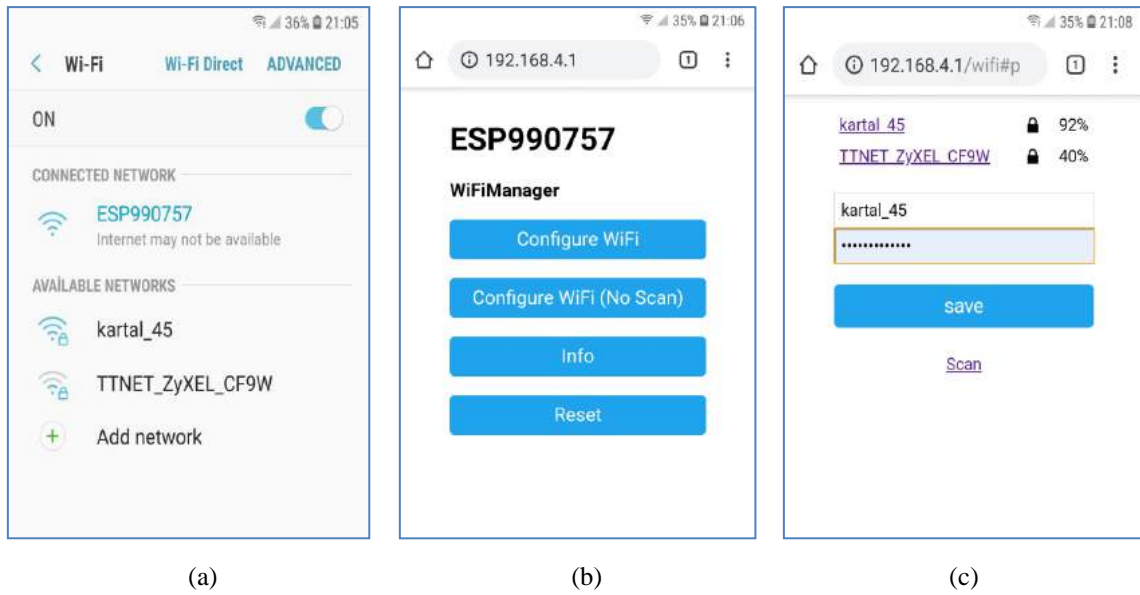 36% 21:05
Wi-Fi Wi-Fi Direct ADVANCED
ON
CONNECTED NETWORK
ESP990757
Internet may not be available
AVAİLABLE NETWORKS
kartal_45
TTNET_ZyXEL_CF9W
Add network
(a)
35% 21:06
192.168.4.1 1
ESP990757
WiFiManager
Configure WiFi
Configure WiFi (No Scan)
Info
Reset
(b)
35% 21:08
192.168.4.1/wifi#p 1
kartal_45 92%
TTNET_ZyXEL_CF9W 40%
kartal_45
•••••••••••••
save
Scan
(c)